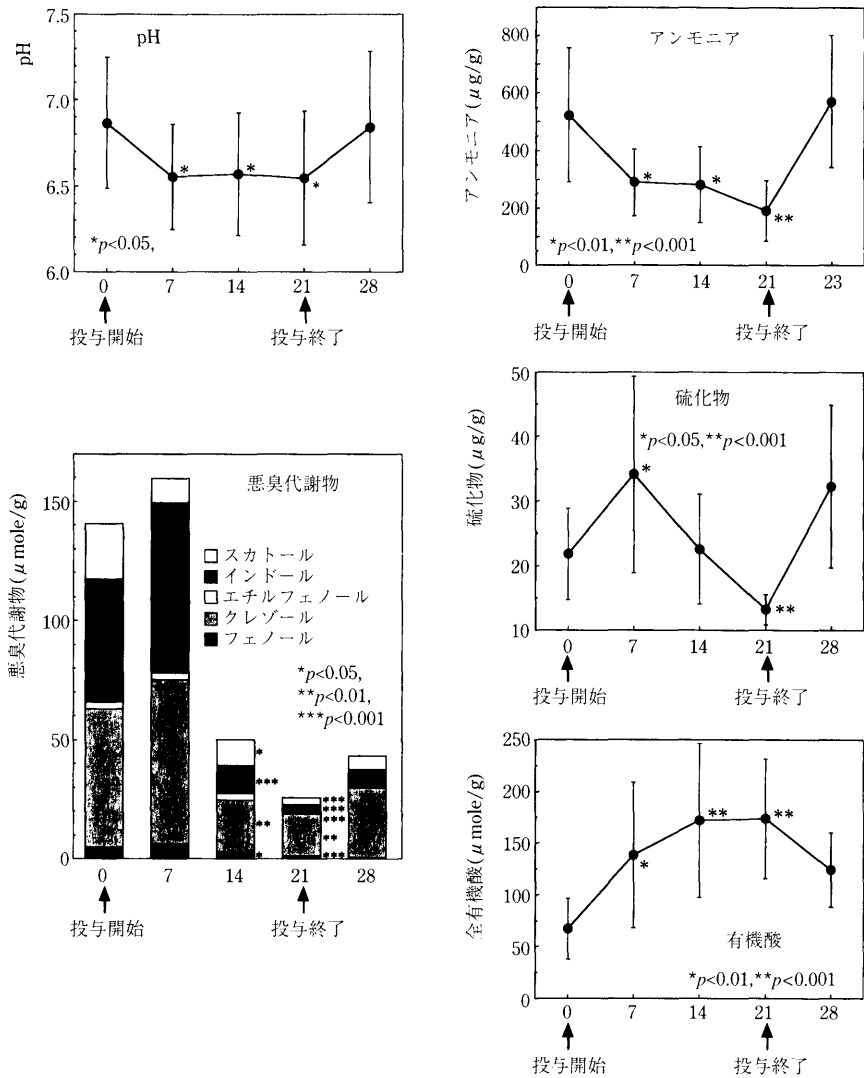 pH
pH
7.5
7.0
6.5
6.0
*
*
*
*p<0.05,
0
7
14
21
28
投与開始
投与終了
アンモニア
アンモニア(μg/g)
800
600
400
200
0
*
*
**
*p<0.01,**p<0.001
0
7
14
21
23
投与開始
投与終了
悪臭代謝物
悪臭代謝物(μ mole/g)
150
100
50
0
スカトール
インドール
エチルフェノール
クレゾール
フェノール
*p<0.05,
**p<0.01,
***p<0.001
*
***
**
*
***
***
***
**
***
0
7
14
21
28
投与開始
投与終了
硫化物
硫化物(μg/g)
*p<0.05,**p<0.001
50
40
30
20
10
*
**
0
7
14
21
28
投与開始
投与終了
全有機酸(μ mole/g)
250
200
150
100
50
0
*
**
**
有機酸
*p<0.01,**p<0.001
0
7
14
21
28
投与開始
投与終了